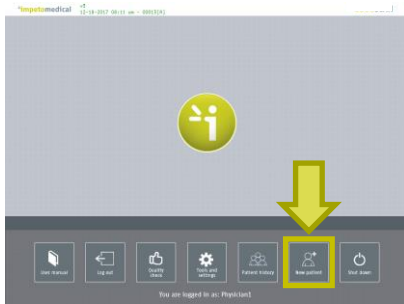 *impetomedical
User manual
Log out
Quality check
Tools and settings
Patient history
New patient
Shut down
You are logged in as: Physician1